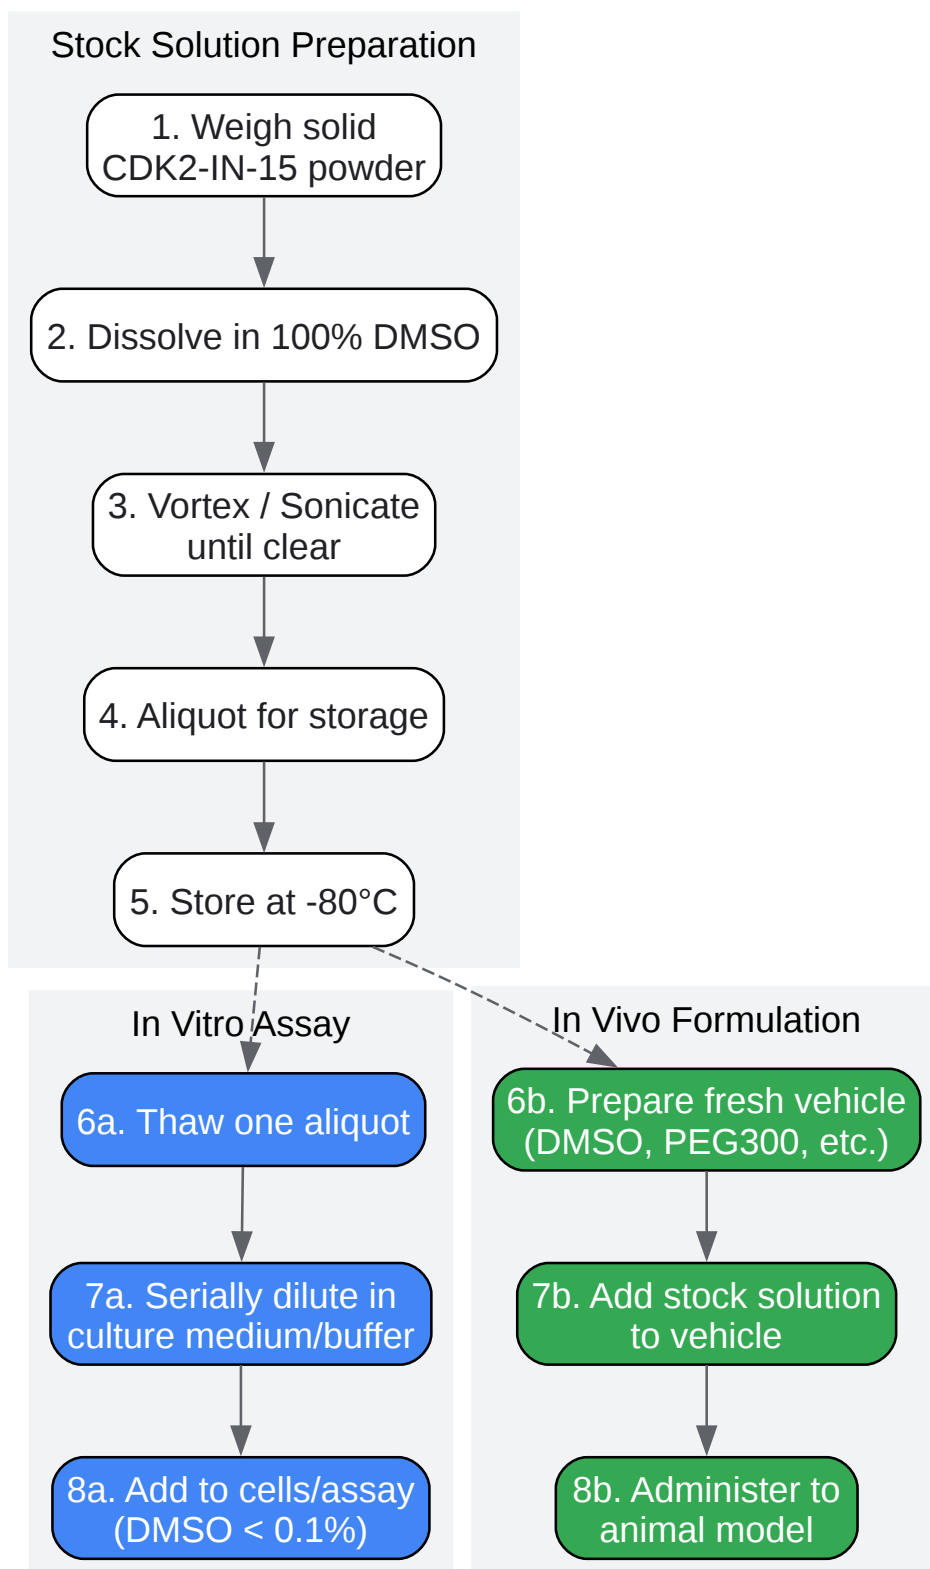 Stock Solution Preparation
1. Weigh solid
CDK2-IN-15 powder
2. Dissolve in 100% DMSO
3. Vortex / Sonicate
until clear
4. Aliquot for storage
5. Store at -80°C
In Vitro Assay
6a. Thaw one aliquot
7a. Serially dilute in
culture medium/buffer
8a. Add to cells/assay
(DMSO < 0.1%)
In Vivo Formulation
6b. Prepare fresh vehicle
(DMSO, PEG300, etc.)
7b. Add stock solution
to vehicle
8b. Administer to
animal model